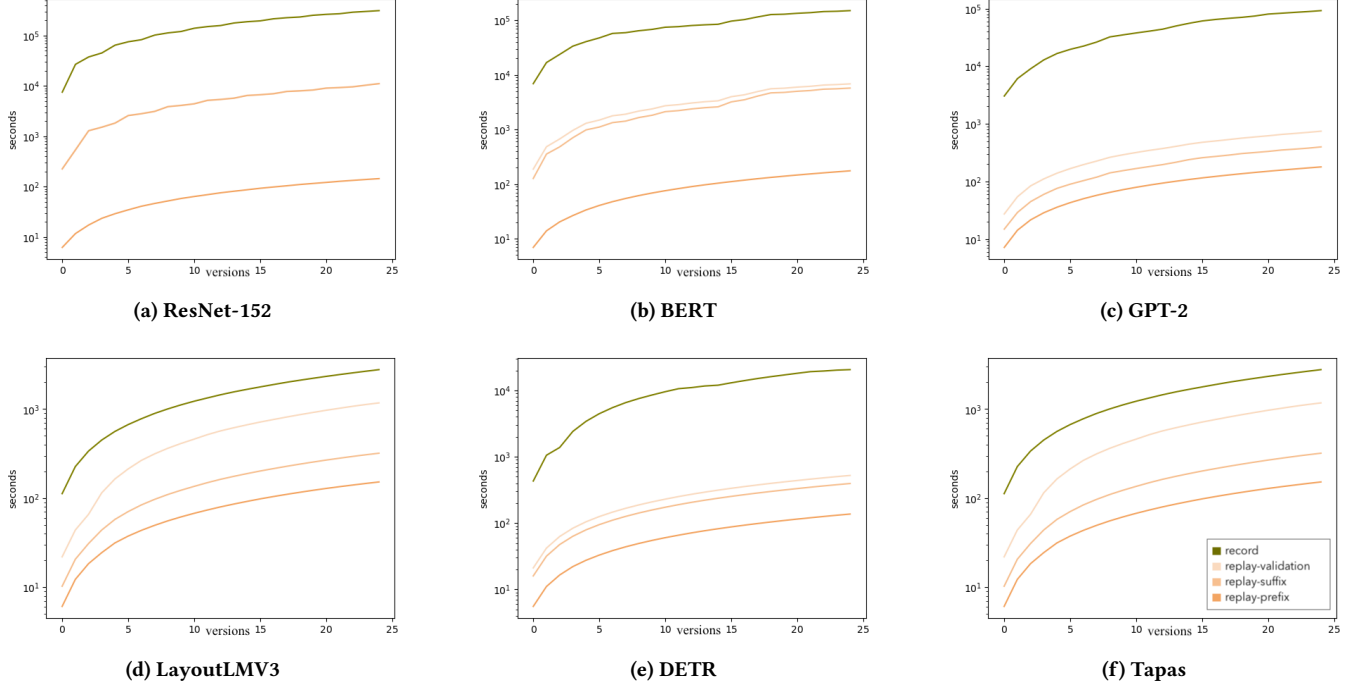 10^5
10^4
10^3
10^2
10^1
seconds
0 5 10 15 20 25
versions
(a) ResNet-152
10^5
10^4
10^3
10^2
10^1
seconds
0 5 10 15 20 25
versions
(b) BERT
10^5
10^4
10^3
10^2
10^1
seconds
0 5 10 15 20 25
versions
(c) GPT-2
10^3
10^2
10^1
seconds
0 5 10 15 20 25
versions
(d) LayoutLMV3
10^4
10^3
10^2
10^1
seconds
0 5 10 15 20 25
versions
(e) DETR
10^3
10^2
10^1
seconds
record
replay-validation
replay-suffix
replay-prefix
0 5 10 15 20 25
versions
(f) Tapas